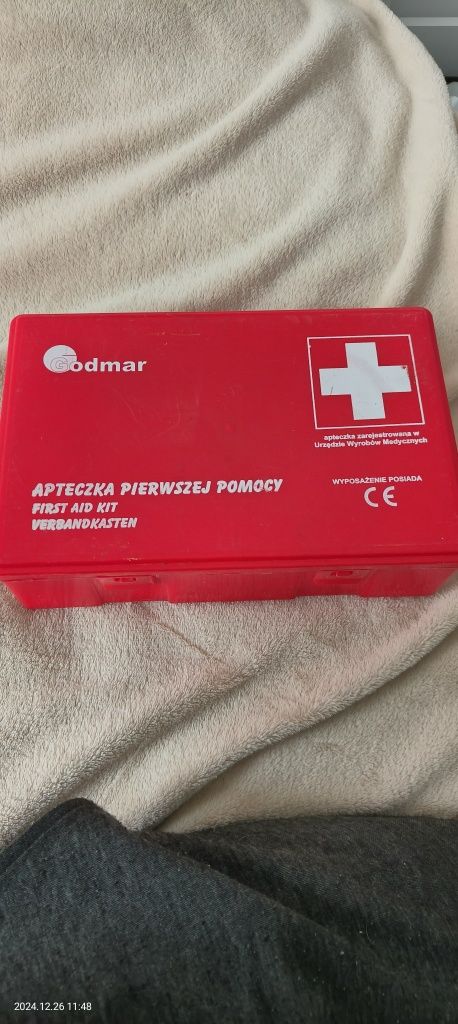 Godmar
apteczka zarejestrowana w
Urzędzie Wyrobów Medycznych
APTECZKA PIERWSZEJ POMOCY
FIRST AID KIT
VERBANDKASTEN
WYPOSAŻENIE POSIADA
CE
2024.12.26 11:48